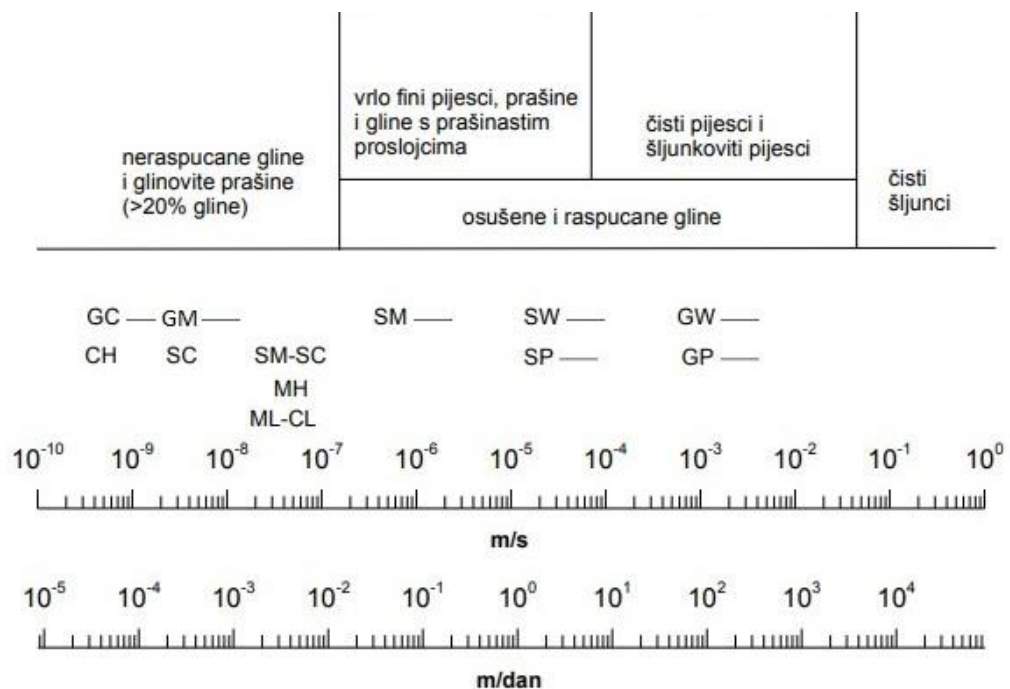 neraspucane gline
i glinovite prašine
(>20% gline)
vrlo fini pijesci, prašine
i gline s prašinastim
proslojcima
čisti pijesci i
šljunkoviti pijesci
osušene i raspucane gline
čisti
šljunci
GC — GM — SM — SW — GW —
CH SC SM-SC SP — GP —
MH
ML-CL
10⁻¹⁰ 10⁻⁹ 10⁻⁸ 10⁻⁷ 10⁻⁶ 10⁻⁵ 10⁻⁴ 10⁻³ 10⁻² 10⁻¹ 10⁰
m/s
10⁻⁵ 10⁻⁴ 10⁻³ 10⁻² 10⁻¹ 10⁰ 10¹ 10² 10³ 10⁴
m/dan